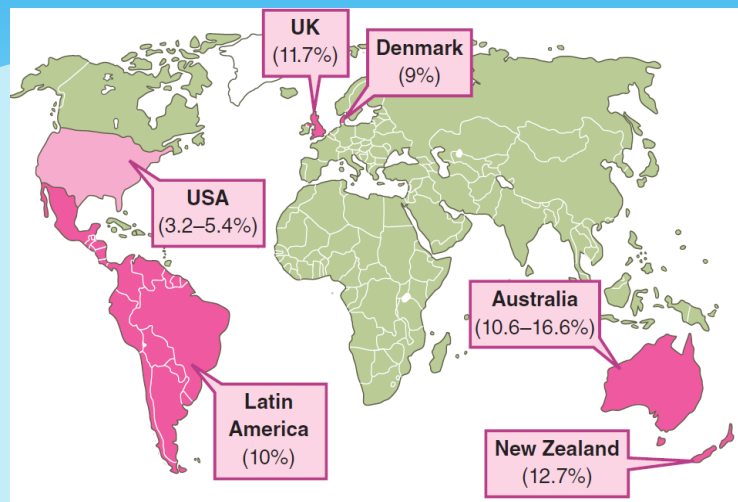 UK
(11.7%)
Denmark
(9%)
USA
(3.2–5.4%)
Australia
(10.6–16.6%)
Latin
America
(10%)
New Zealand
(12.7%)